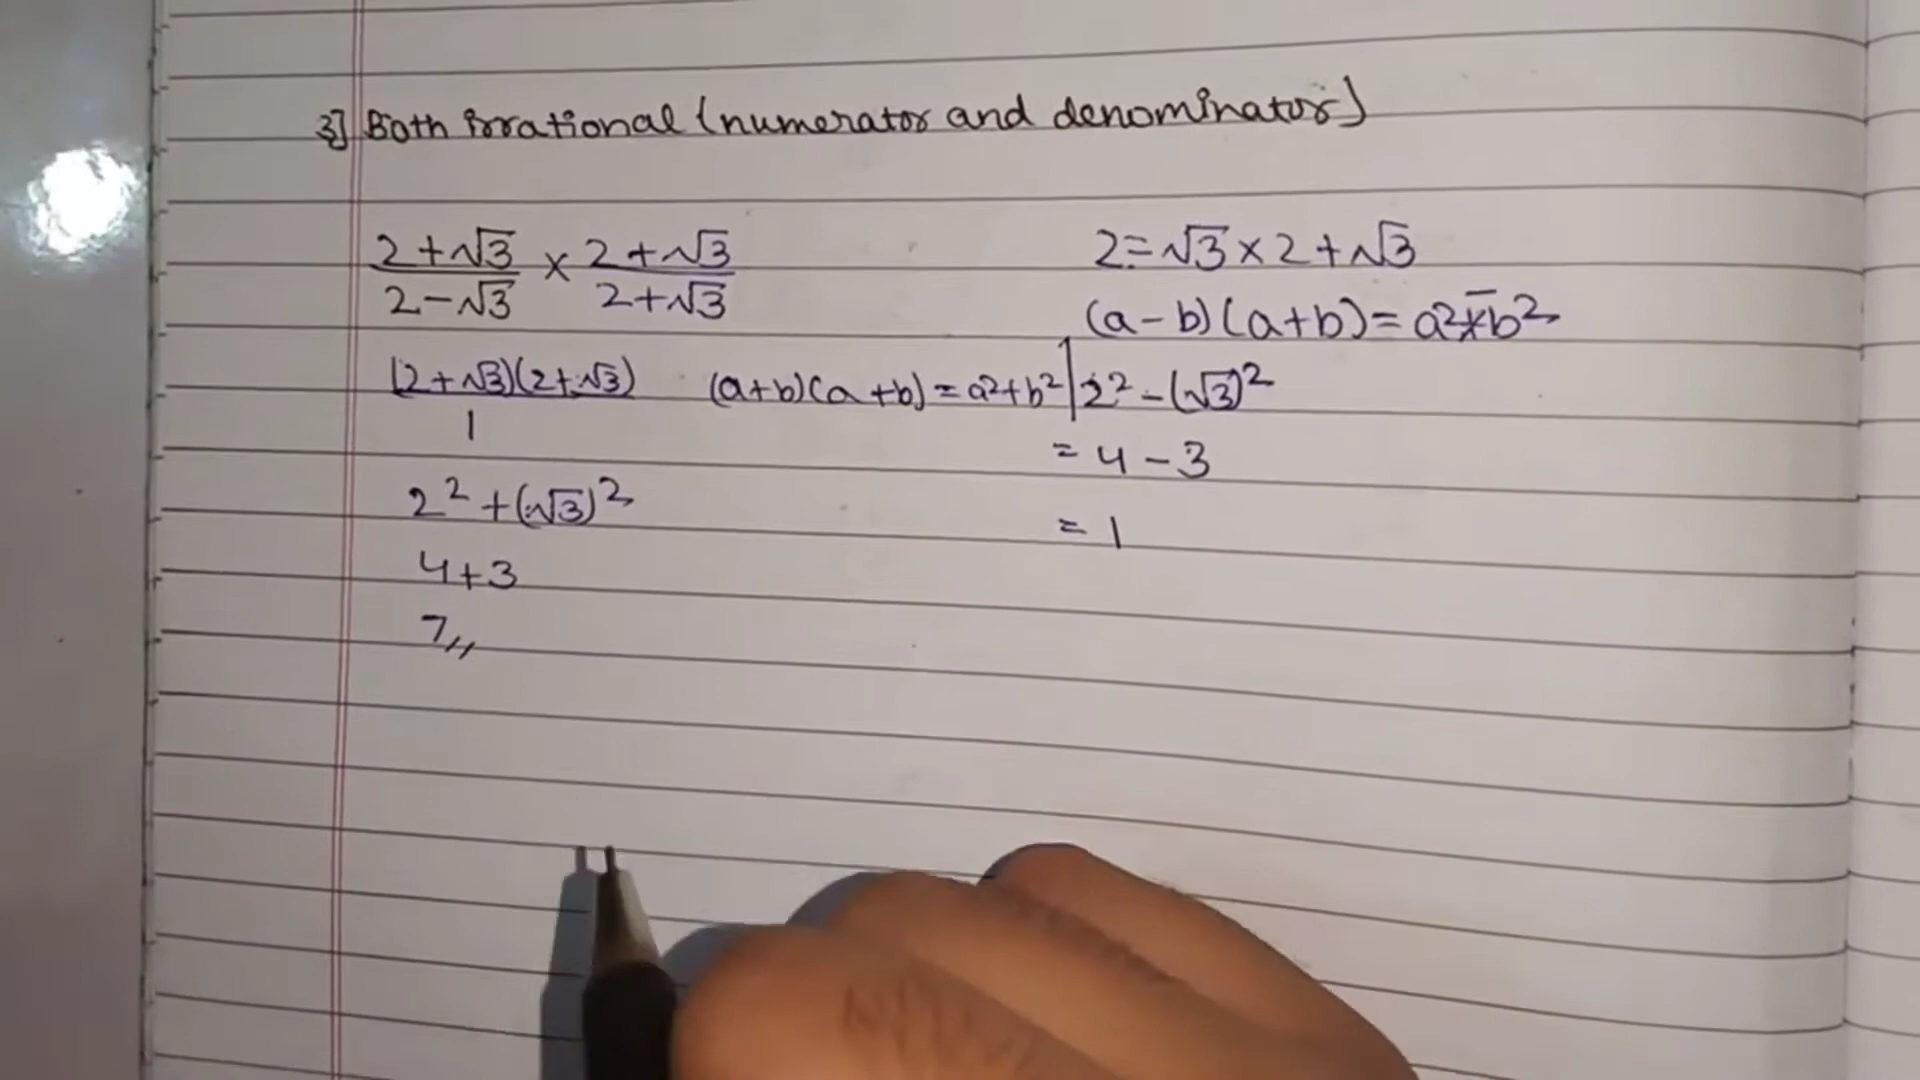 3] Both irrational (numerator and denominator)
2+√3 / 2-√3 × 2+√3 / 2+√3
(2+√3)(2+√3) / 1
(a+b)(a+b) = a²+b²
2² + (√3)²
4+3
7,,
2-√3 × 2+√3
(a-b)(a+b) = a²-b²
2² - (√3)²
= 4-3
= 1